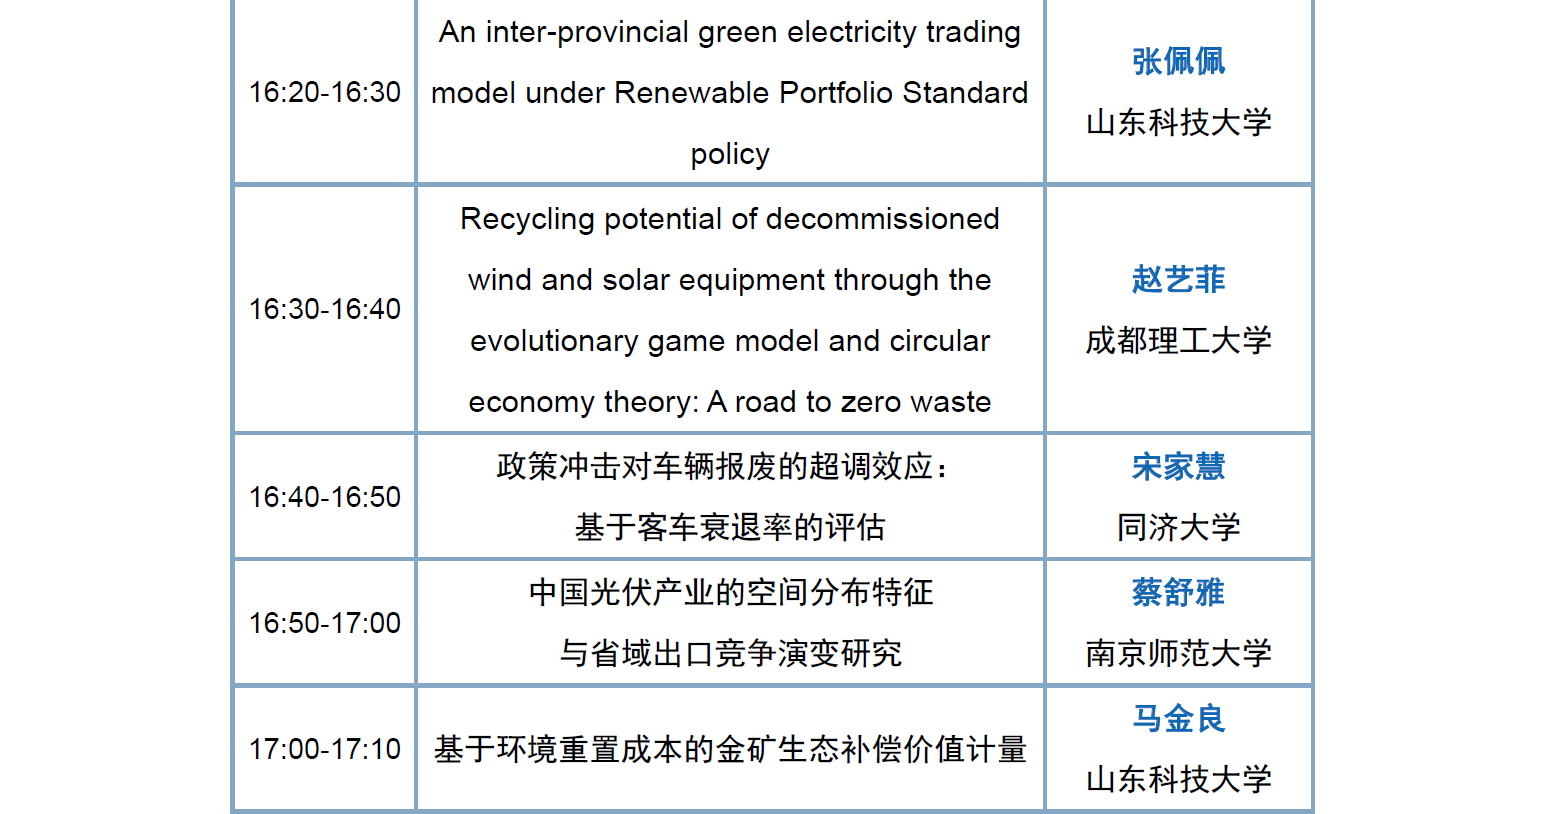 16:20-16:30
An inter-provincial green electricity trading
model under Renewable Portfolio Standard
policy
张佩佩
山东科技大学
16:30-16:40
Recycling potential of decommissioned
wind and solar equipment through the
evolutionary game model and circular
economy theory: A road to zero waste
赵艺菲
成都理工大学
16:40-16:50
政策冲击对车辆报废的超调效应：
基于客车衰退率的评估
宋家慧
同济大学
16:50-17:00
中国光伏产业的空间分布特征
与省域出口竞争演变研究
蔡舒雅
南京师范大学
17:00-17:10
基于环境重置成本的金矿生态补偿价值计量
马金良
山东科技大学